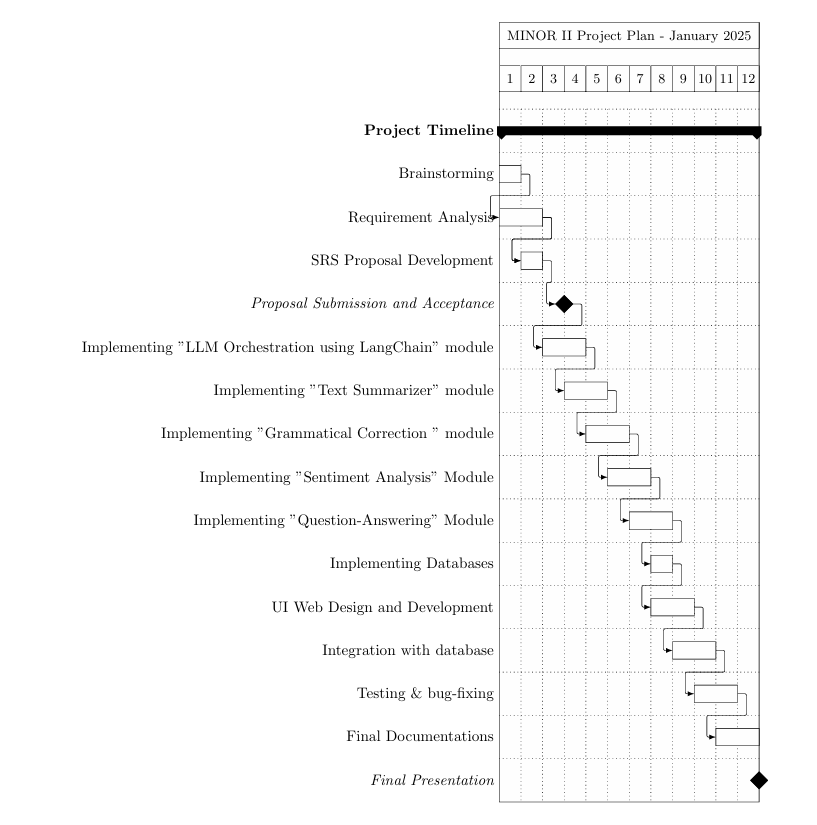 MINOR II Project Plan - January 2025
1 2 3 4 5 6 7 8 9 10 11 12
Project Timeline
Brainstorming
Requirement Analysis
SRS Proposal Development
Proposal Submission and Acceptance
Implementing ”LLM Orchestration using LangChain” module
Implementing ”Text Summarizer” module
Implementing ”Grammatical Correction ” module
Implementing ”Sentiment Analysis” Module
Implementing ”Question-Answering” Module
Implementing Databases
UI Web Design and Development
Integration with database
Testing & bug-fixing
Final Documentations
Final Presentation